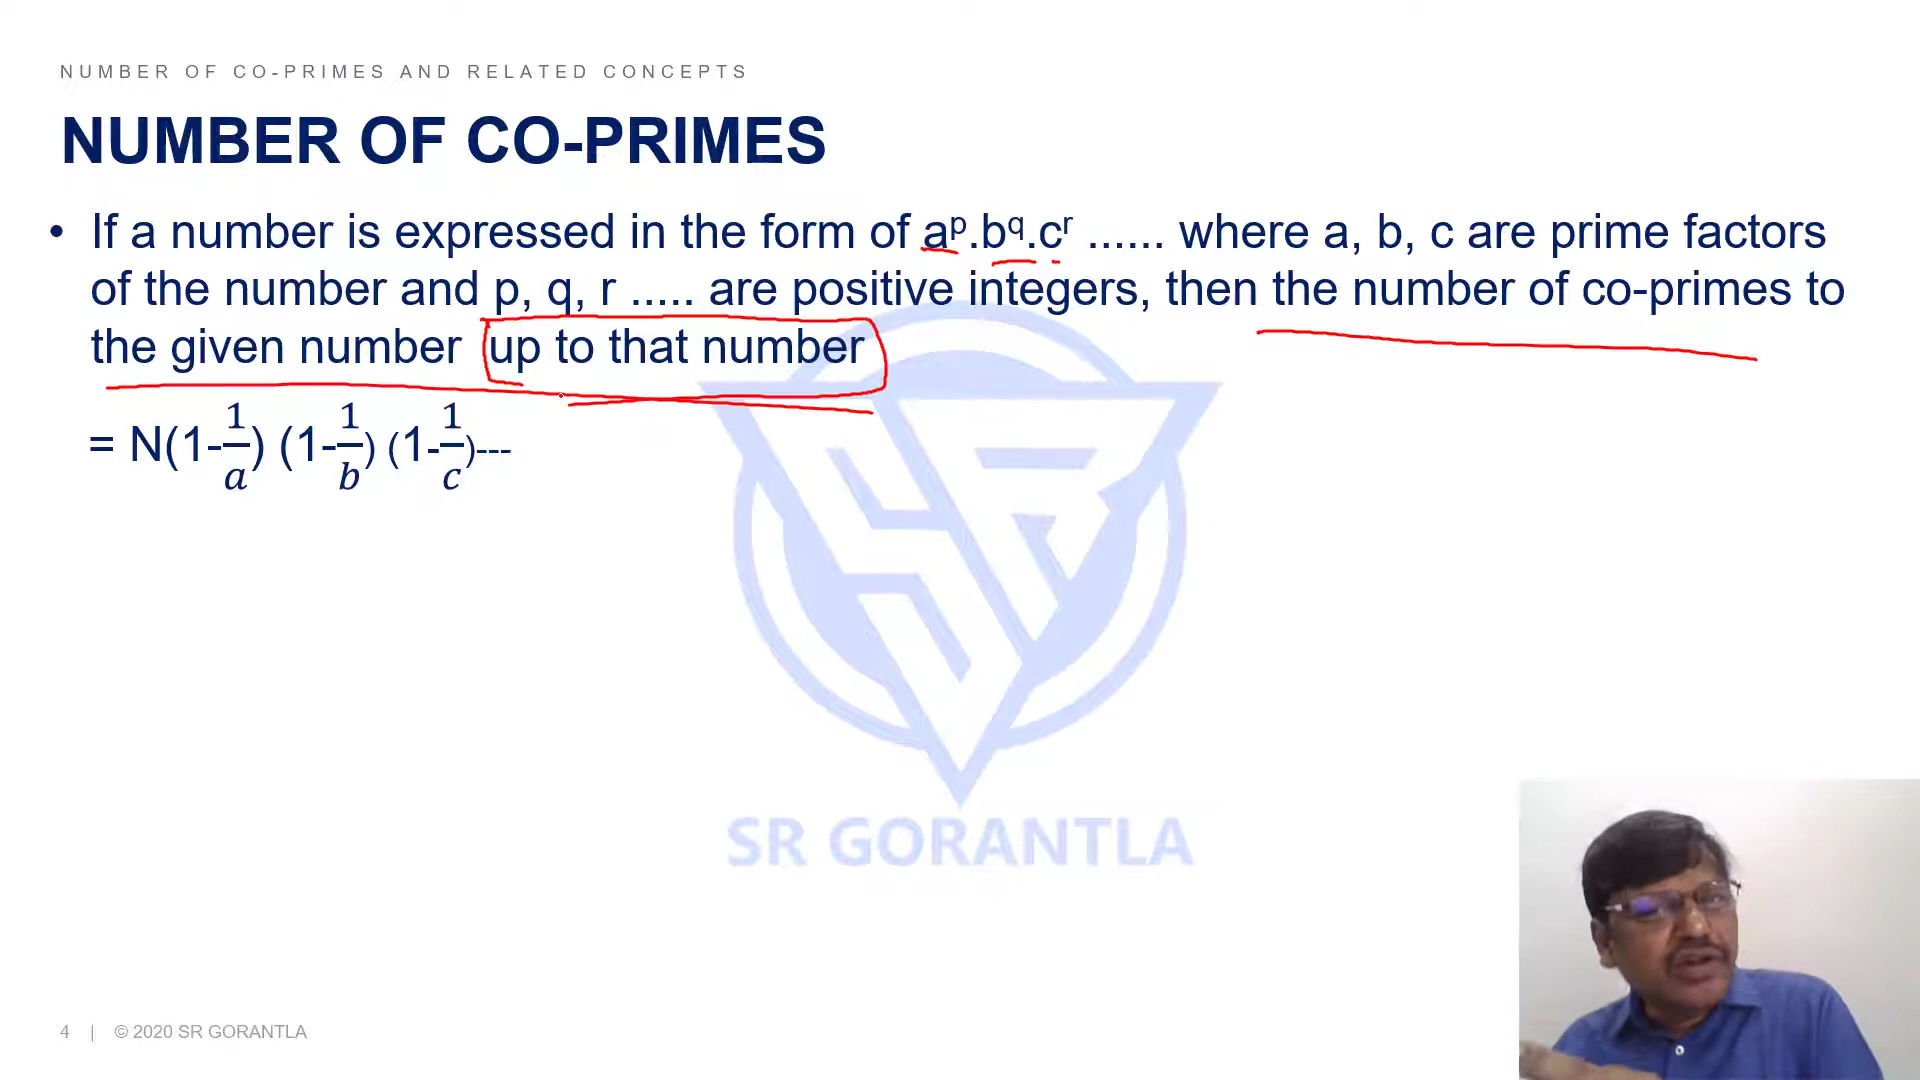 NUMBER OF CO-PRIMES AND RELATED CONCEPTS
NUMBER OF CO-PRIMES
• If a number is expressed in the form of aᵖ.b^q.cʳ ...... where a, b, c are prime factors
of the number and p, q, r ..... are positive integers, then the number of co-primes to
the given number up to that number
= N(1-1/a) (1-1/b) (1-1/c)---
SR GORANTLA
4 | © 2020 SR GORANTLA